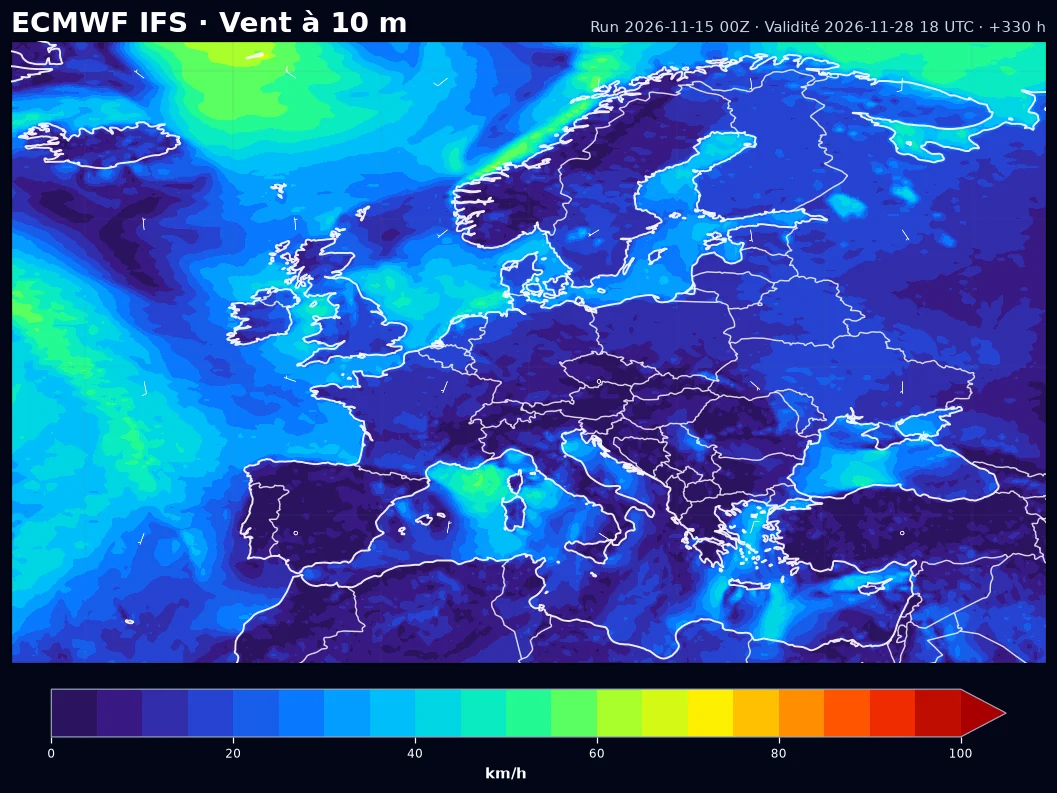 ECMWF IFS · Vent à 10 m
Run 2026-11-15 00Z · Validité 2026-11-28 18 UTC · +330 h
0 20 40 60 80 100
km/h